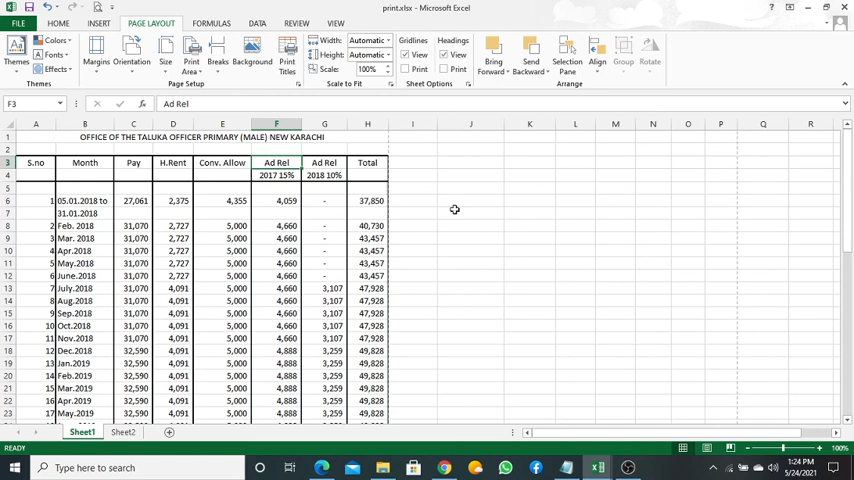 print.xlsx - Microsoft Excel
FILE HOME INSERT PAGE LAYOUT FORMULAS DATA REVIEW VIEW
Colors Width: Automatic Gridlines Headings
Fonts Height: Automatic View View
Themes Effects Margins Orientation Size Print Area Breaks Background Print Titles Scale: 100% Print Print Bring Forward Send Backward Selection Pane Align Group Rotate
Themes Page Setup Scale to Fit Sheet Options Arrange
F3 fx Ad Rel
A B C D E F G H I J K L M N O P Q R
1 OFFICE OF THE TALUKA OFFICER PRIMARY (MALE) NEW KARACHI
2
3 S.no Month Pay H.Rent Conv. Allow Ad Rel Ad Rel Total
4 2017 15% 2018 10%
5
6 1 05.01.2018 to 27,061 2,375 4,355 4,059 - 37,850
7 31.01.2018
8 2 Feb. 2018 31,070 2,727 5,000 4,660 - 40,730
9 3 Mar. 2018 31,070 2,727 5,000 4,660 - 43,457
10 4 Apr.2018 31,070 2,727 5,000 4,660 - 43,457
11 5 May.2018 31,070 2,727 5,000 4,660 - 43,457
12 6 June.2018 31,070 2,727 5,000 4,660 - 43,457
13 7 July.2018 31,070 4,091 5,000 4,660 3,107 47,928
14 8 Aug.2018 31,070 4,091 5,000 4,660 3,107 47,928
15 9 Sep.2018 31,070 4,091 5,000 4,660 3,107 47,928
16 10 Oct.2018 31,070 4,091 5,000 4,660 3,107 47,928
17 11 Nov.2018 31,070 4,091 5,000 4,660 3,107 47,928
18 12 Dec.2018 32,590 4,091 5,000 4,888 3,259 49,828
19 13 Jan.2019 32,590 4,091 5,000 4,888 3,259 49,828
20 14 Feb.2019 32,590 4,091 5,000 4,888 3,259 49,828
21 15 Mar.2019 32,590 4,091 5,000 4,888 3,259 49,828
22 16 Apr.2019 32,590 4,091 5,000 4,888 3,259 49,828
23 17 May.2019 32,590 4,091 5,000 4,888 3,259 49,828
Sheet1 Sheet2
READY 100%
Type here to search 1:24 PM
5/24/2021